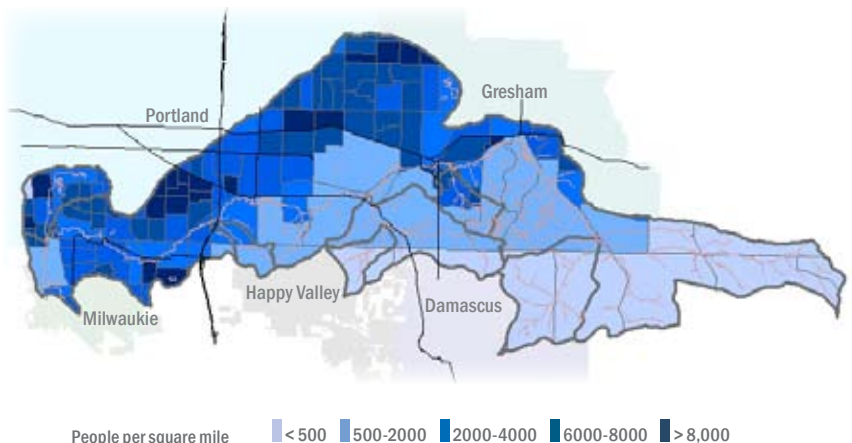 Gresham
Portland
Happy Valley
Damascus
Milwaukie
People per square mile < 500 500-2000 2000-4000 6000-8000 > 8,000